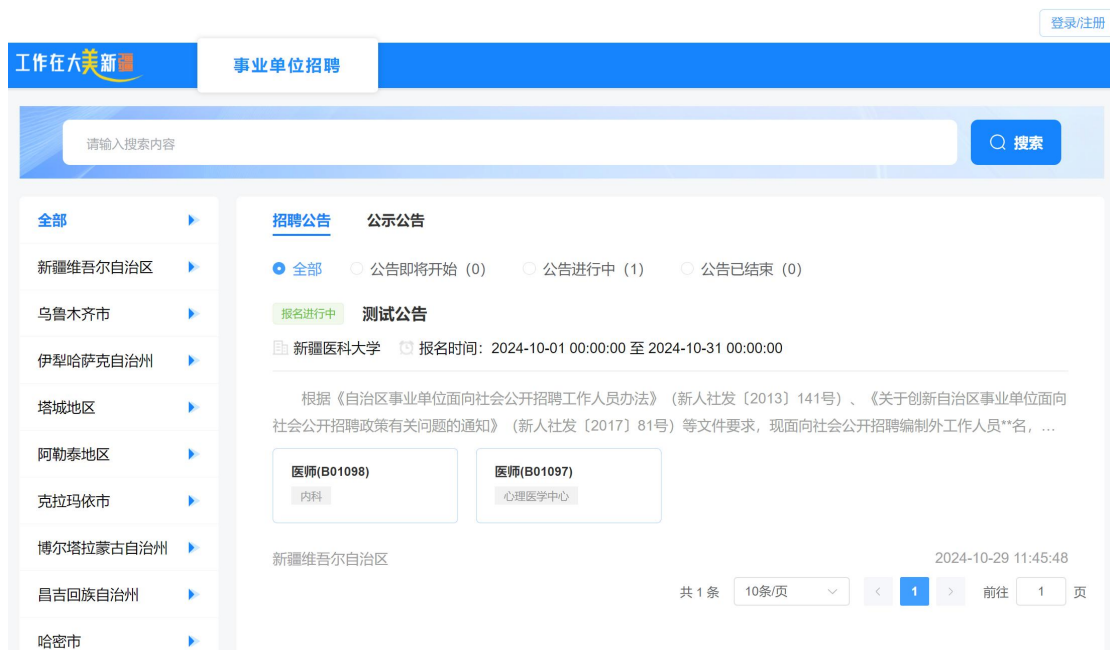 登录/注册
工作在大美新疆
事业单位招聘
请输入搜索内容
搜索
全部
新疆维吾尔自治区
乌鲁木齐市
伊犁哈萨克自治州
塔城地区
阿勒泰地区
克拉玛依市
博尔塔拉蒙古自治州
昌吉回族自治州
哈密市
招聘公告 公示公告
全部 公告即将开始（0） 公告进行中（1） 公告已结束（0）
报名进行中 测试公告
新疆医科大学 报名时间：2024-10-01 00:00:00 至 2024-10-31 00:00:00
根据《自治区事业单位面向社会公开招聘工作人员办法》（新人社发〔2013〕141号）、《关于创新自治区事业单位面向
社会公开招聘政策有关问题的通知》（新人社发〔2017〕81号）等文件要求，现面向社会公开招聘编制外工作人员**名，...
医师(B01098)
内科
医师(B01097)
心理医学中心
新疆维吾尔自治区 2024-10-29 11:45:48
共 1 条 10条/页 1 前往 1 页